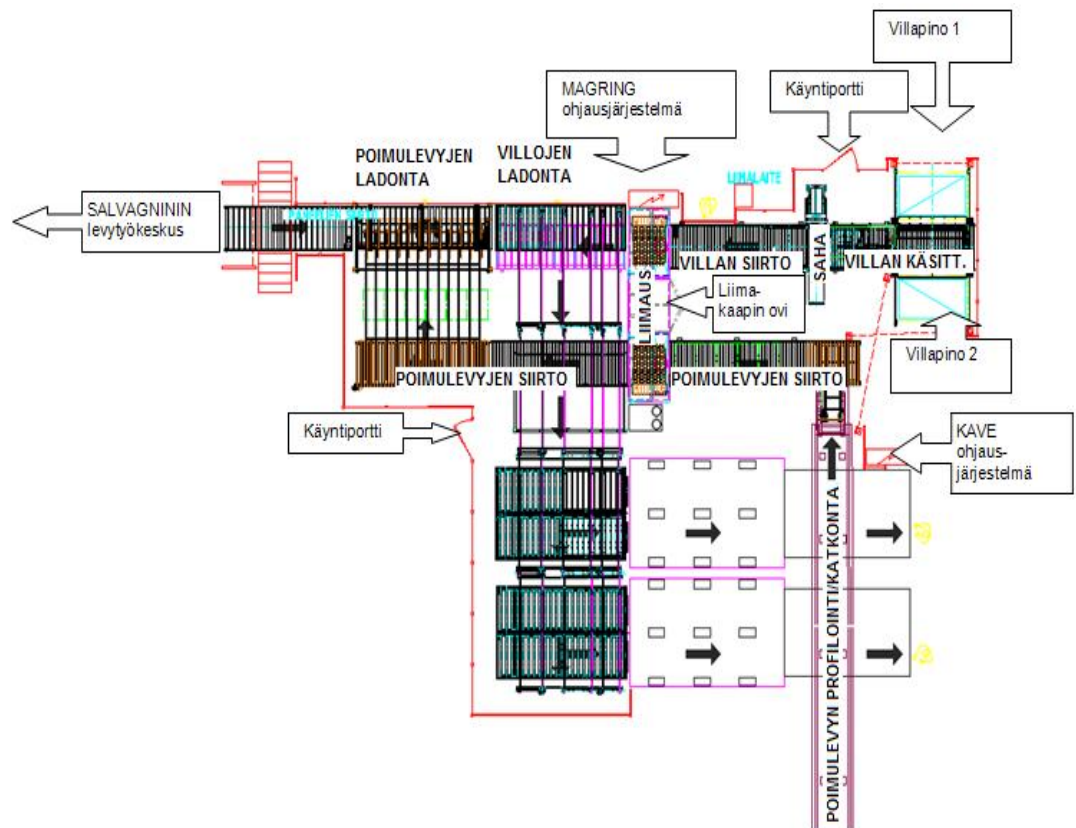 Villapino 1
MAGRING
ohjausjärjestelmä
Käyntiportti
POIMULEVYJEN
LADONTA
VILLOJEN
LADONTA
LIIMALAITE
SALVAGNININ
levytyökeskus
VILLAN SIIRTO
SAHA
VILLAN KÄSITT.
LIIMAUS
Liima-
kaapin ovi
Villapino 2
POIMULEVYJEN SIIRTO
POIMULEVYJEN SIIRTO
Käyntiportti
KAVE
ohjaus-
järjestelmä
POIMULEVYN PROFILOINTI/KATKONTA